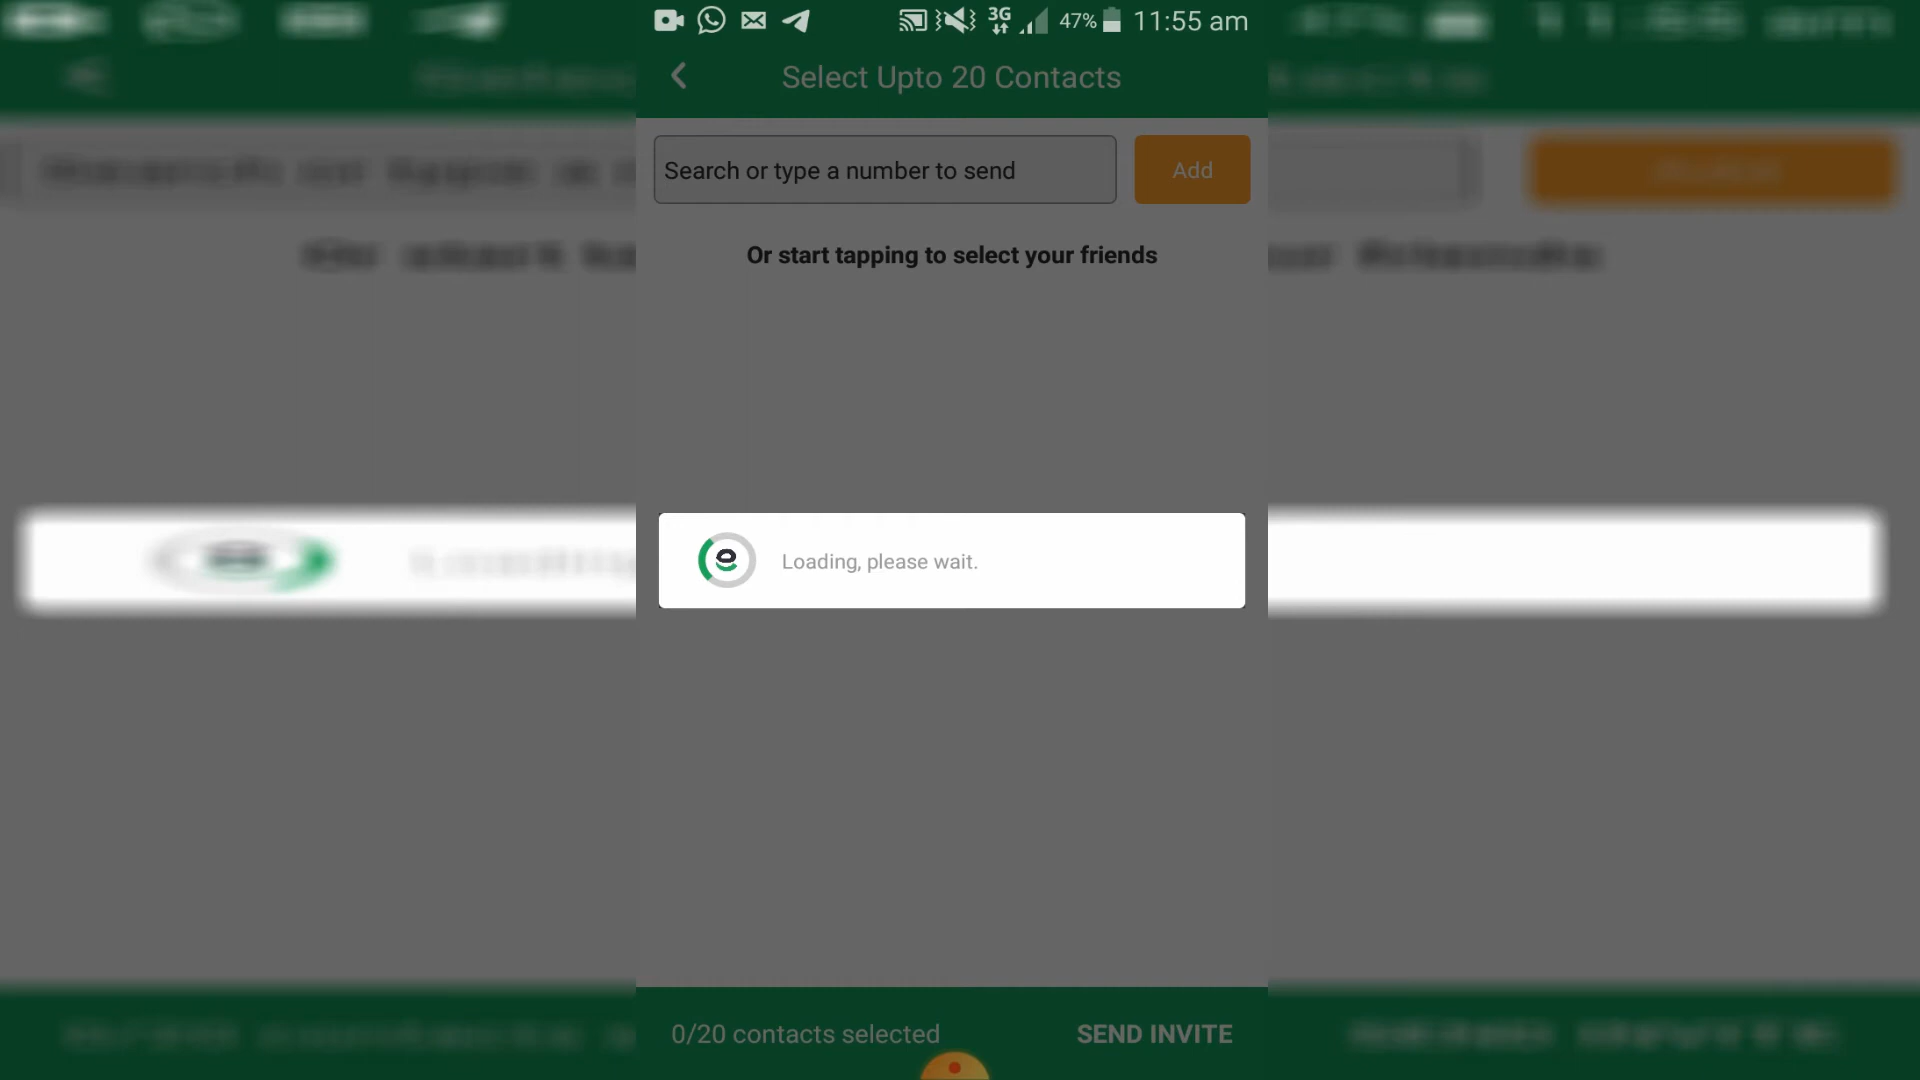 3G 47% 11:55 am
Select Upto 20 Contacts
Search or type a number to send
Add
Or start tapping to select your friends
Loading, please wait.
0/20 contacts selected
SEND INVITE